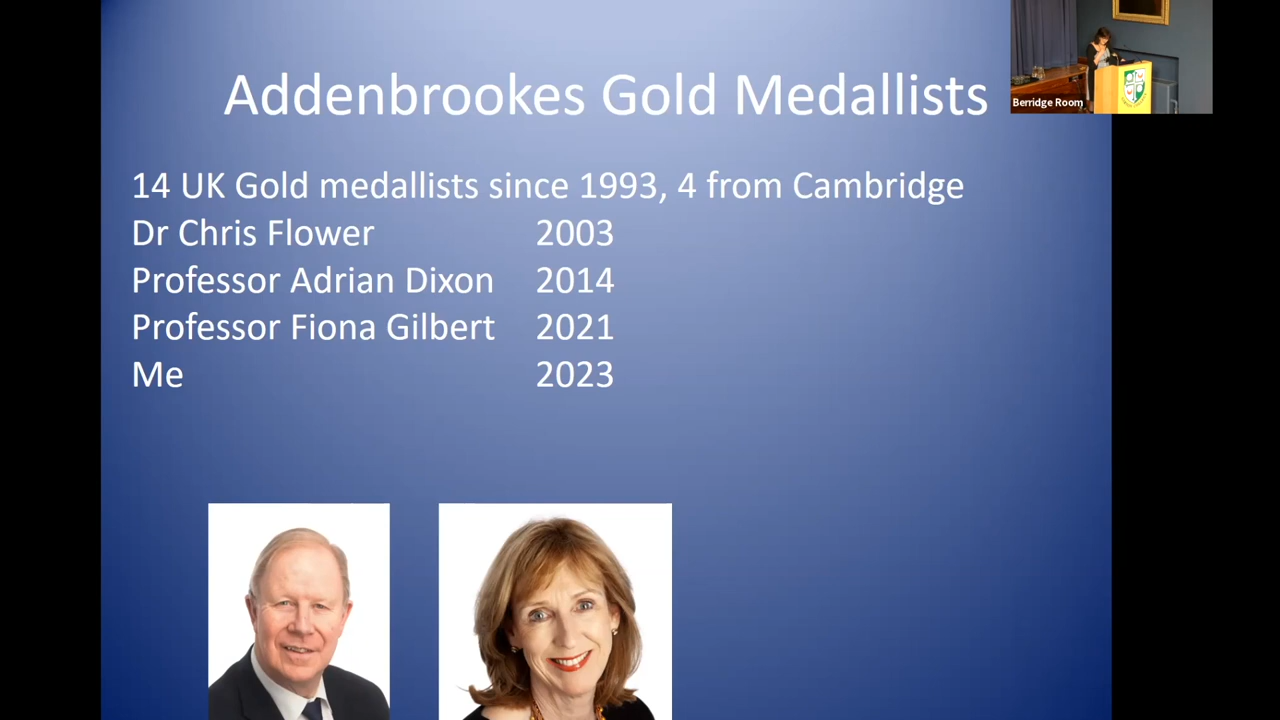 Addenbrookes Gold Medallists
Berridge Room
14 UK Gold medallists since 1993, 4 from Cambridge
Dr Chris Flower 2003
Professor Adrian Dixon 2014
Professor Fiona Gilbert 2021
Me 2023